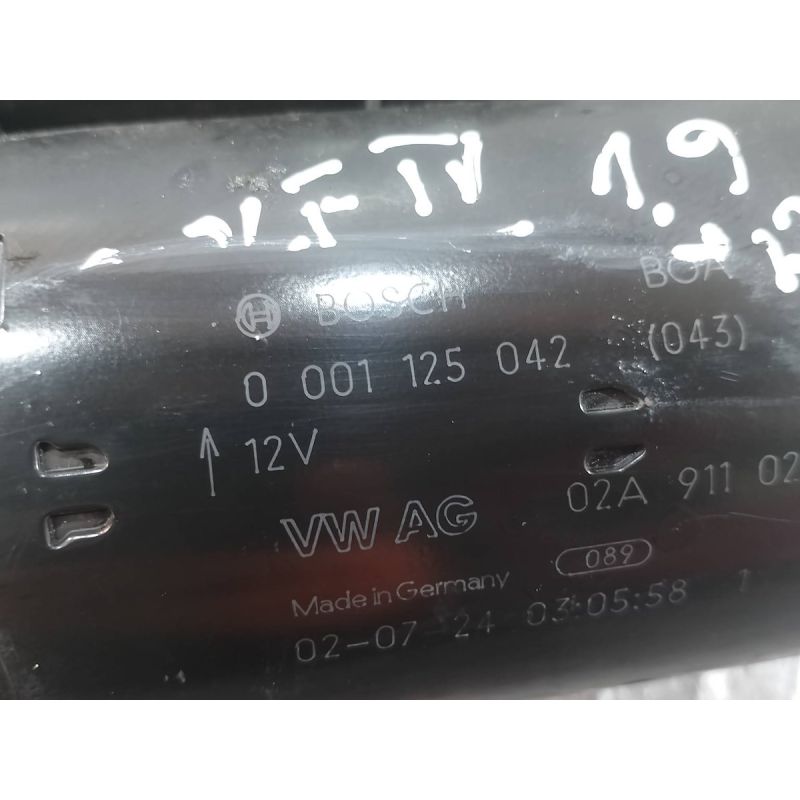 1.9
BOSCH BOA
0 001 125 042 (043)
12V
02A 911 02
VW AG
089
Made in Germany
02-07-24 03:05:58 1